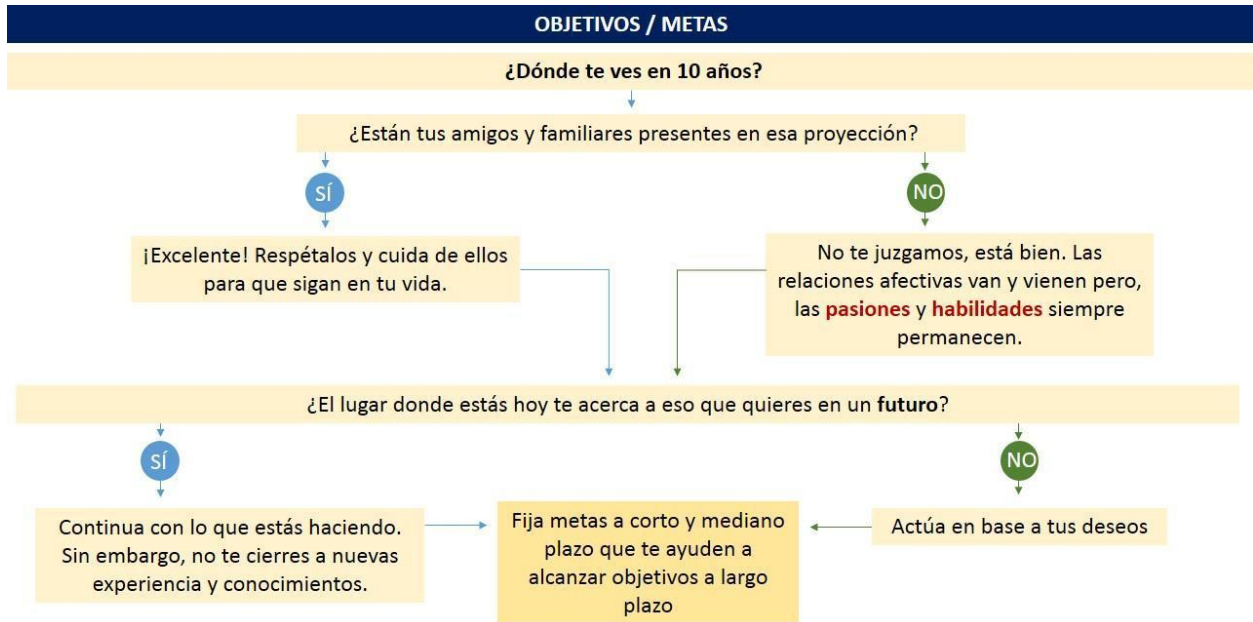 OBJETIVOS / METAS
¿Dónde te ves en 10 años?
¿Están tus amigos y familiares presentes en esa proyección?
SÍ
NO
¡Excelente! Respétalos y cuida de ellos
para que sigan en tu vida.
No te juzgamos, está bien. Las
relaciones afectivas van y vienen pero,
las pasiones y habilidades siempre
permanecen.
¿El lugar donde estás hoy te acerca a eso que quieres en un futuro?
SÍ
NO
Continua con lo que estás haciendo.
Sin embargo, no te cierres a nuevas
experiencia y conocimientos.
Fija metas a corto y mediano
plazo que te ayuden a
alcanzar objetivos a largo
plazo
Actúa en base a tus deseos